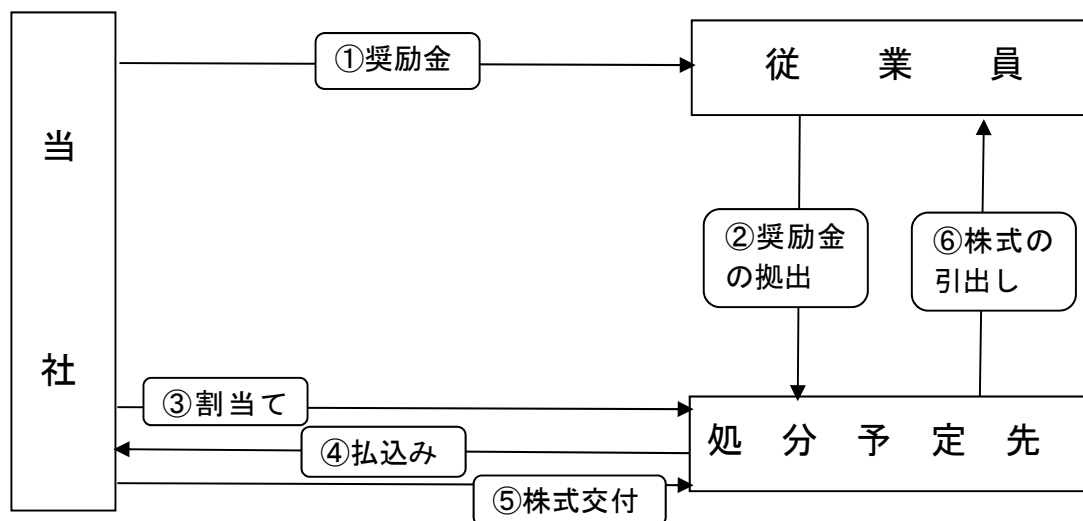 当社
①奨励金
従業員
②奨励金
の拠出
⑥株式の
引出し
③割当て
④払込み
⑤株式交付
処分予定先